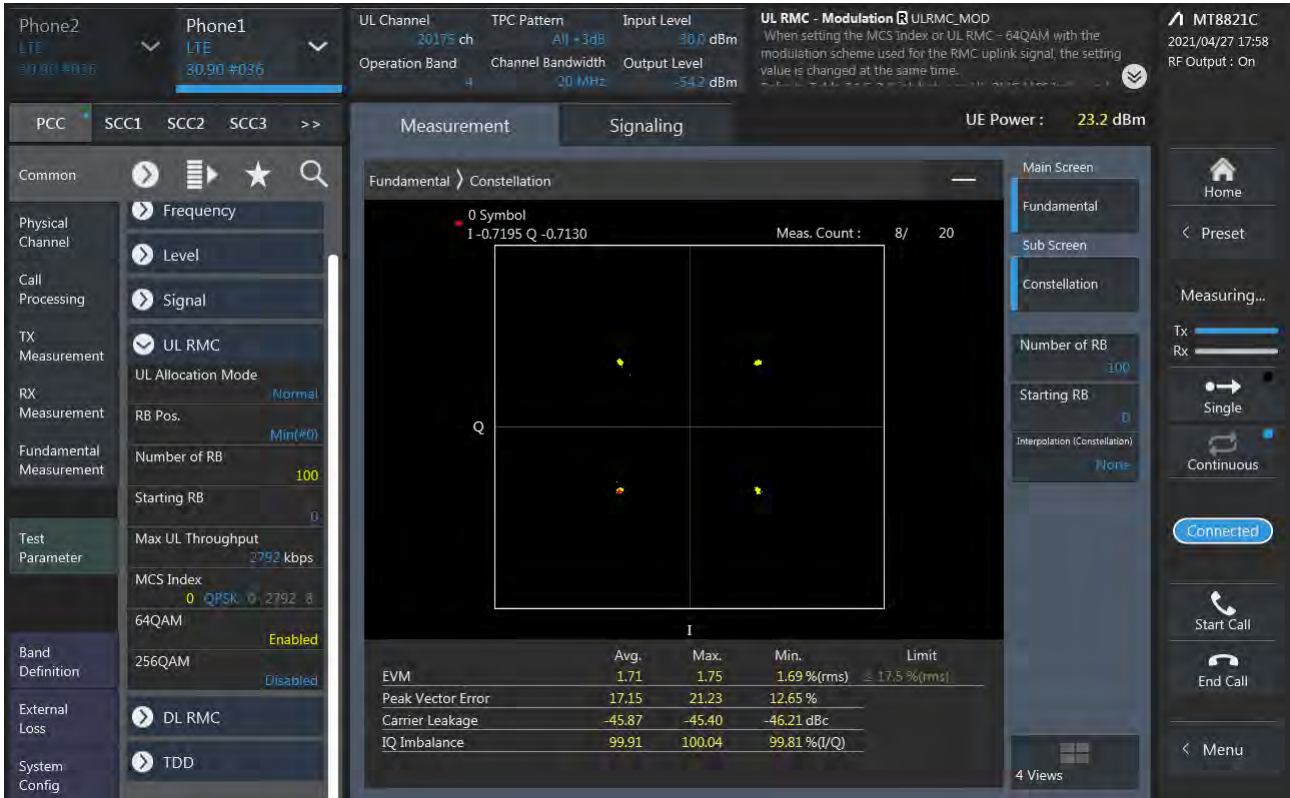 Phone2
LTE
30.90 #036
Phone1
LTE
30.90 #036
UL Channel
20175 ch
Operation Band
4
TPC Pattern
All +3dB
Channel Bandwidth
20 MHz
Input Level
30.0 dBm
Output Level
-54.2 dBm
UL RMC - Modulation R ULRMC_MOD
When setting the MCS Index or UL RMC - 64QAM with the
modulation scheme used for the RMC uplink signal, the setting
value is changed at the same time.
MT8821C
2021/04/27 17:58
RF Output : On
PCC SCC1 SCC2 SCC3 >>
Measurement
Signaling
UE Power : 23.2 dBm
Common
Physical
Channel
Call
Processing
TX
Measurement
RX
Measurement
Fundamental
Measurement
Test
Parameter
Band
Definition
External
Loss
System
Config
Frequency
Level
Signal
UL RMC
UL Allocation Mode
Normal
RB Pos.
Min(#0)
Number of RB
100
Starting RB
0
Max UL Throughput
2792 kbps
MCS Index
0 QPSK 0 2792 8
64QAM
Enabled
256QAM
Disabled
DL RMC
TDD
Fundamental 〉 Constellation
0 Symbol
I -0.7195 Q -0.7130
Meas. Count : 8/ 20
Q
I
Avg. Max. Min. Limit
EVM 1.71 1.75 1.69 %(rms) ≤ 17.5 %(rms)
Peak Vector Error 17.15 21.23 12.65 %
Carrier Leakage -45.87 -45.40 -46.21 dBc
IQ Imbalance 99.91 100.04 99.81 %(I/Q)
Main Screen
Fundamental
Sub Screen
Constellation
Number of RB
100
Starting RB
0
Interpolation (Constellation)
None
4 Views
Home
< Preset
Measuring...
Tx
Rx
Single
Continuous
Connected
Start Call
End Call
< Menu